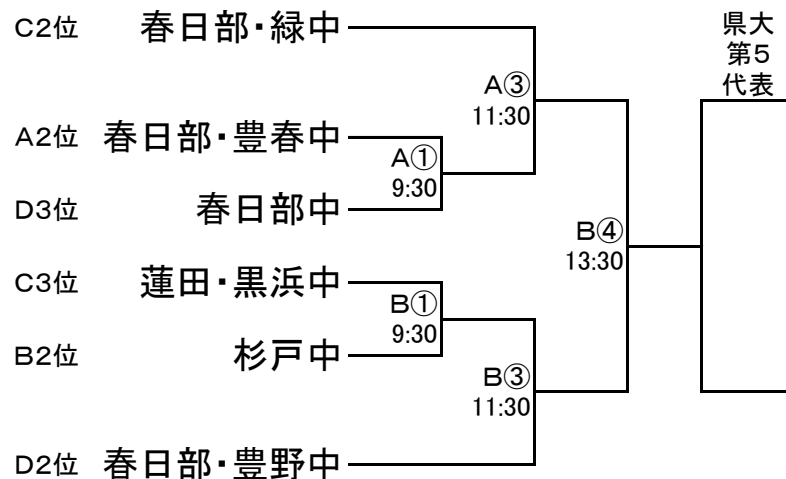 C2位 春日部・緑中
A③
11:30
A2位 春日部・豊春中
A①
9:30
D3位 春日部中
B④
13:30
C3位 蓮田・黒浜中
B①
9:30
B2位 杉戸中
B③
11:30
D2位 春日部・豊野中
県大
第5
代表